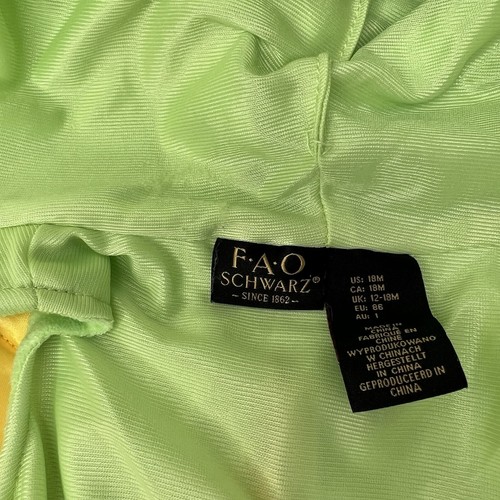 F·A·O
SCHWARZ®
– SINCE 1862 –
US: 18M
CA: 18M
UK: 12-18M
EU: 86
AU: 1
MADE IN
CHINA
FABRIQUÉ EN
CHINE
WYPRODUKOWANO
W CHINACH
HERGESTELLT
IN CHINA
GEPRODUCEERD IN
CHINA